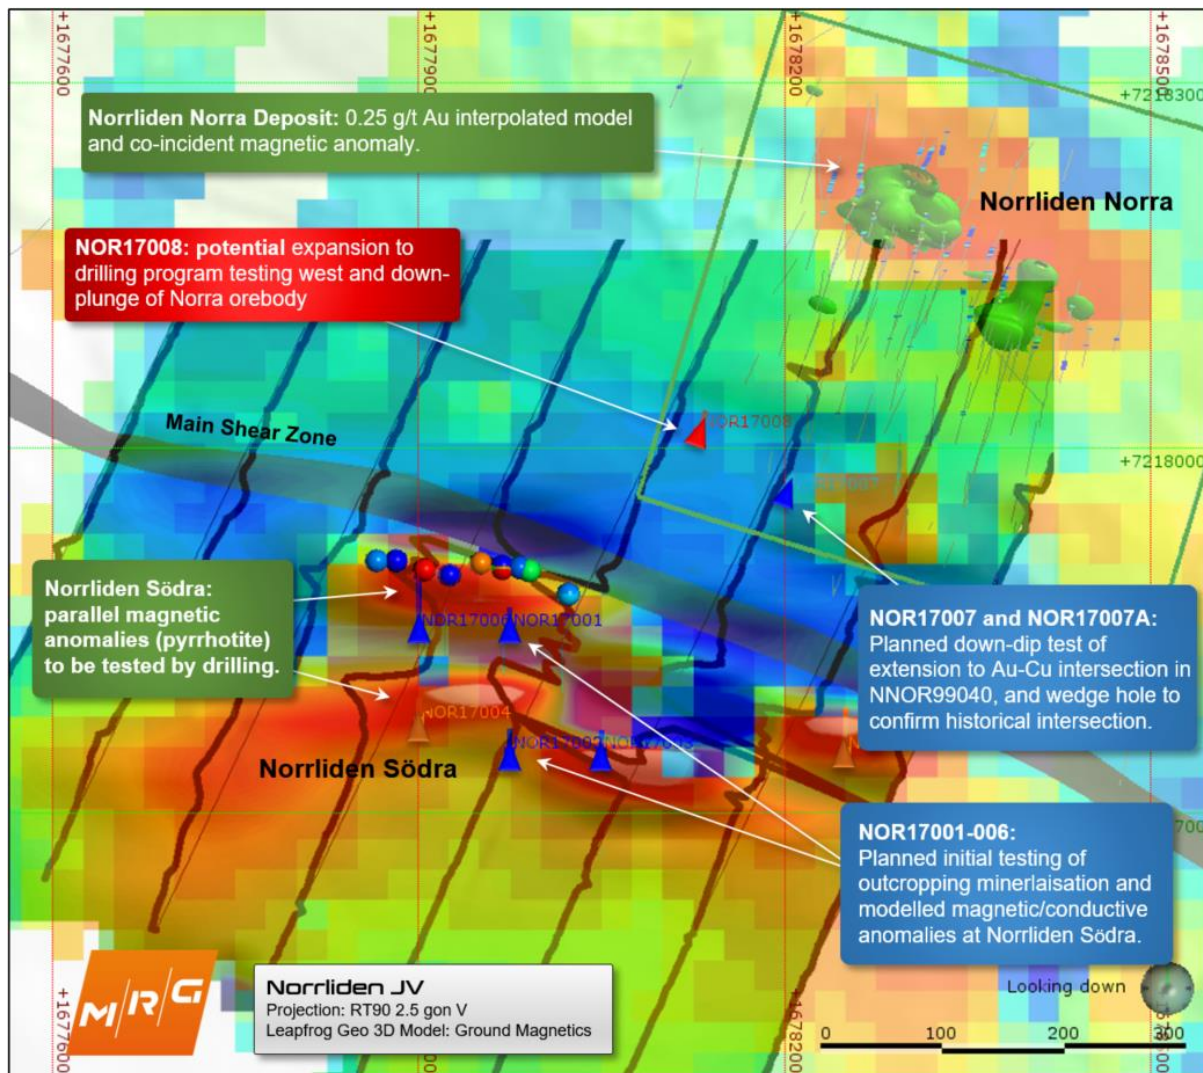 +1677600
+1677900
+1678200
+1678500
+7218300
Norrliden Norra Deposit: 0.25 g/t Au interpolated model
and co-incident magnetic anomaly.
Norrliden Norra
NOR17008: potential expansion to
drilling program testing west and down-
plunge of Norra orebody
NOR17008
Main Shear Zone
+7218000
Norrliden Södra:
parallel magnetic
anomalies (pyrrhotite)
to be tested by drilling.
NOR17006
NOR17001
NOR17007 and NOR17007A:
Planned down-dip test of
extension to Au-Cu intersection in
NNOR99040, and wedge hole to
confirm historical intersection.
NOR17004
Norrliden Södra
NOR17001-006:
Planned initial testing of
outcropping minerlaisation and
modelled magnetic/conductive
anomalies at Norrliden Södra.
M/R/G
Norrliden JV
Projection: RT90 2.5 gon V
Leapfrog Geo 3D Model: Ground Magnetics
Looking down
0 100 200 300
+1677600
+1678200